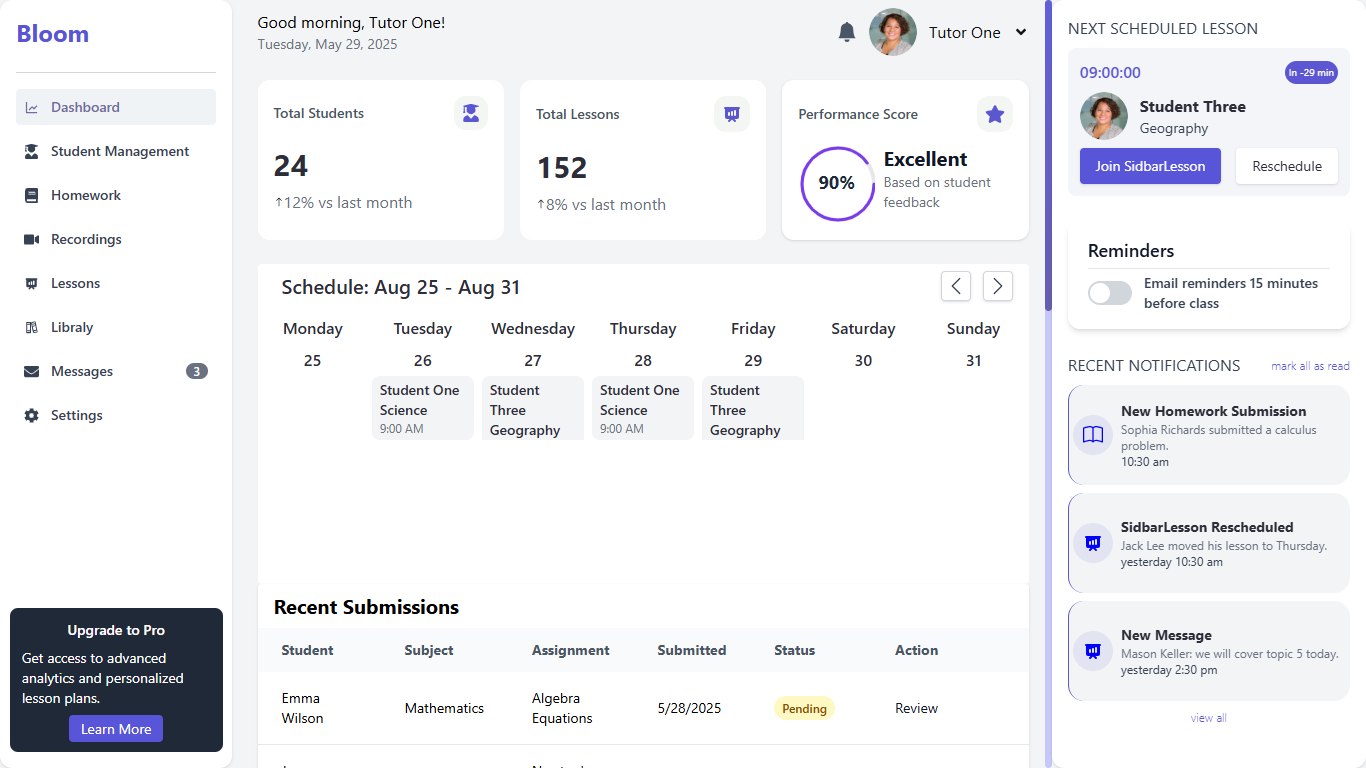 Bloom
Dashboard
Student Management
Homework
Recordings
Lessons
Libraly
Messages
3
Settings
Upgrade to Pro
Get access to advanced
analytics and personalized
lesson plans.
Learn More
Good morning, Tutor One!
Tuesday, May 29, 2025
Tutor One
Total Students
24
↑12% vs last month
Total Lessons
152
↑8% vs last month
Performance Score
90%
Excellent
Based on student
feedback
Schedule: Aug 25 - Aug 31
Monday Tuesday Wednesday Thursday Friday Saturday Sunday
25 26 27 28 29 30 31
Student One
Science
9:00 AM
Student
Three
Geography
Student One
Science
9:00 AM
Student
Three
Geography
Recent Submissions
Student Subject Assignment Submitted Status Action
Emma
Wilson
Mathematics
Algebra
Equations
5/28/2025
Pending
Review
NEXT SCHEDULED LESSON
09:00:00
In -29 min
Student Three
Geography
Join SidbarLesson
Reschedule
Reminders
Email reminders 15 minutes
before class
RECENT NOTIFICATIONS
mark all as read
New Homework Submission
Sophia Richards submitted a calculus
problem.
10:30 am
SidbarLesson Rescheduled
Jack Lee moved his lesson to Thursday.
yesterday 10:30 am
New Message
Mason Keller: we will cover topic 5 today.
yesterday 2:30 pm
view all